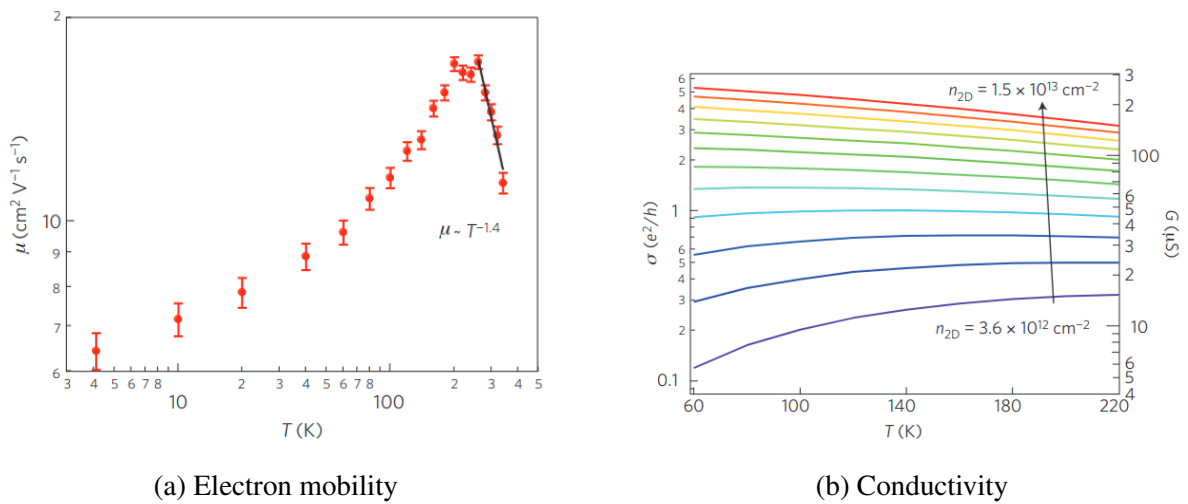 2
10
9
8
7
6
μ (cm² V⁻¹ s⁻¹)
μ ~ T⁻¹·⁴
3 4 5 6 7 8 2 3 4 5 6 7 8 2 3 4 5
10 100
T (K)
(a) Electron mobility
6
5
4
3
2
1
6
5
4
3
2
0.1
σ (e²/h)
n2D = 1.5 × 10¹³ cm⁻²
n2D = 3.6 × 10¹² cm⁻²
3
2
100
6
5
4
3
2
10
6
5
4
G (μS)
60 100 140 180 220
T (K)
(b) Conductivity